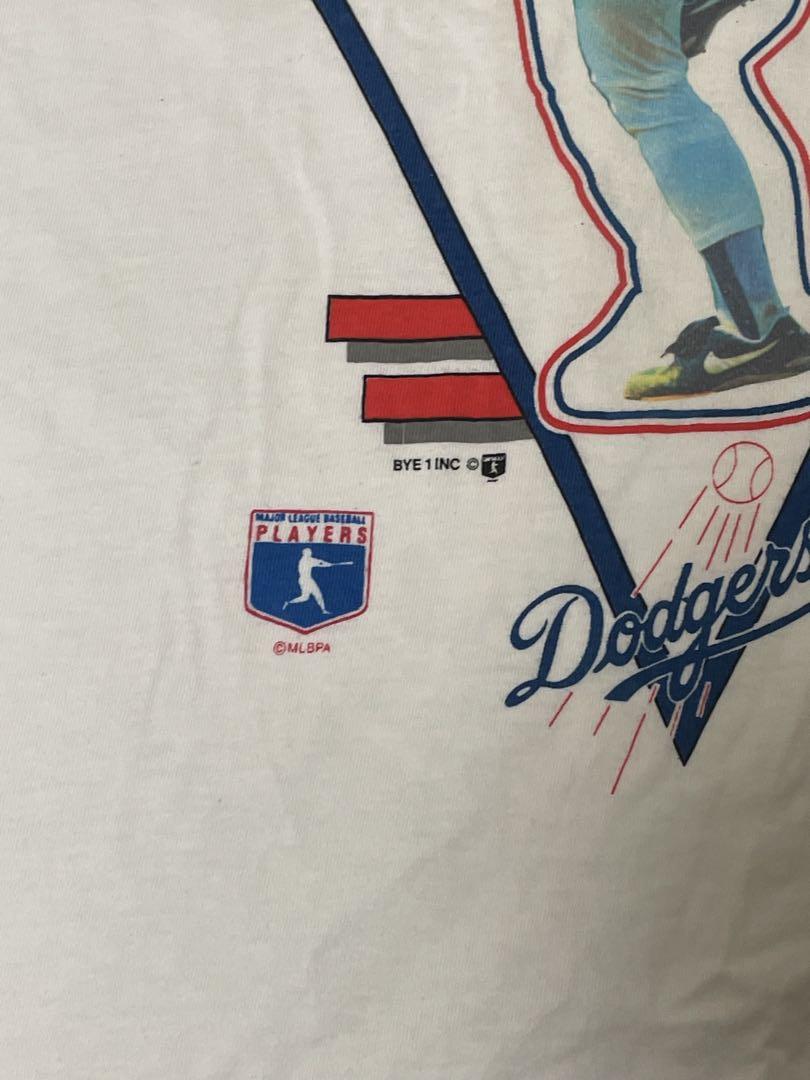 BYE 1 INC ©
MAJOR LEAGUE BASEBALL
PLAYERS
©MLBPA
Dodgers